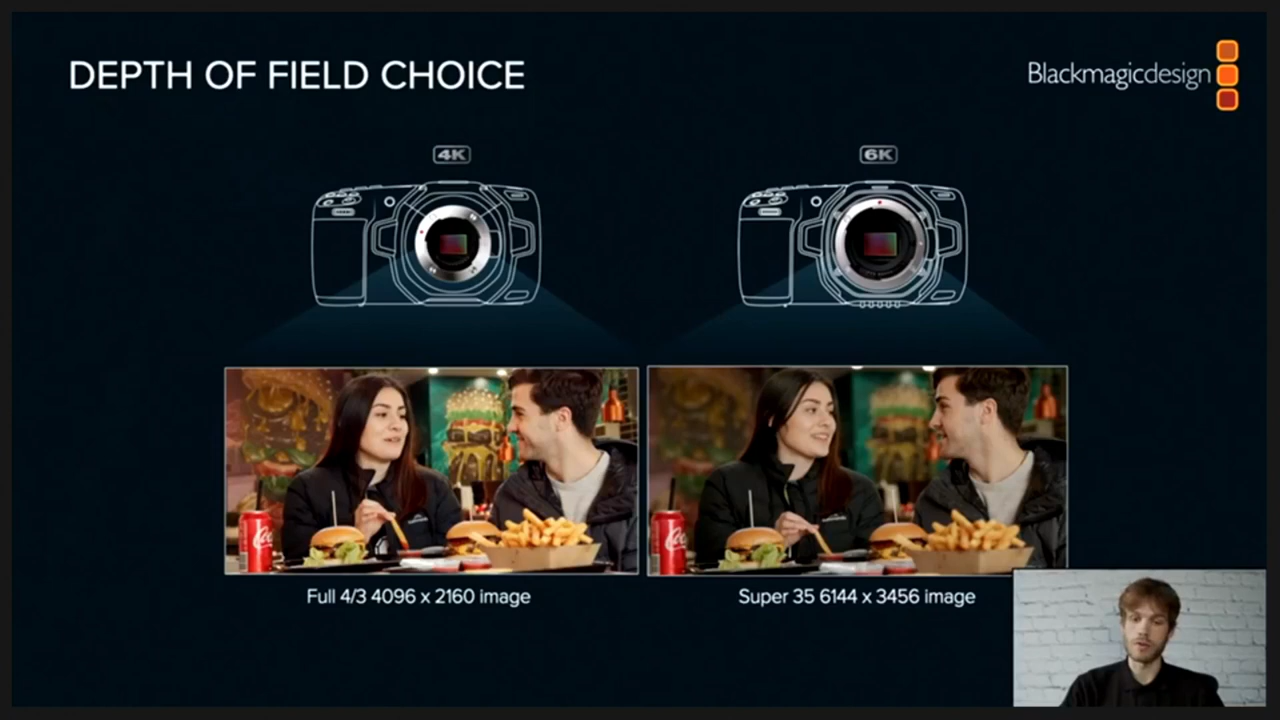 DEPTH OF FIELD CHOICE
Blackmagicdesign
4K
6K
Full 4/3 4096 x 2160 image
Super 35 6144 x 3456 image